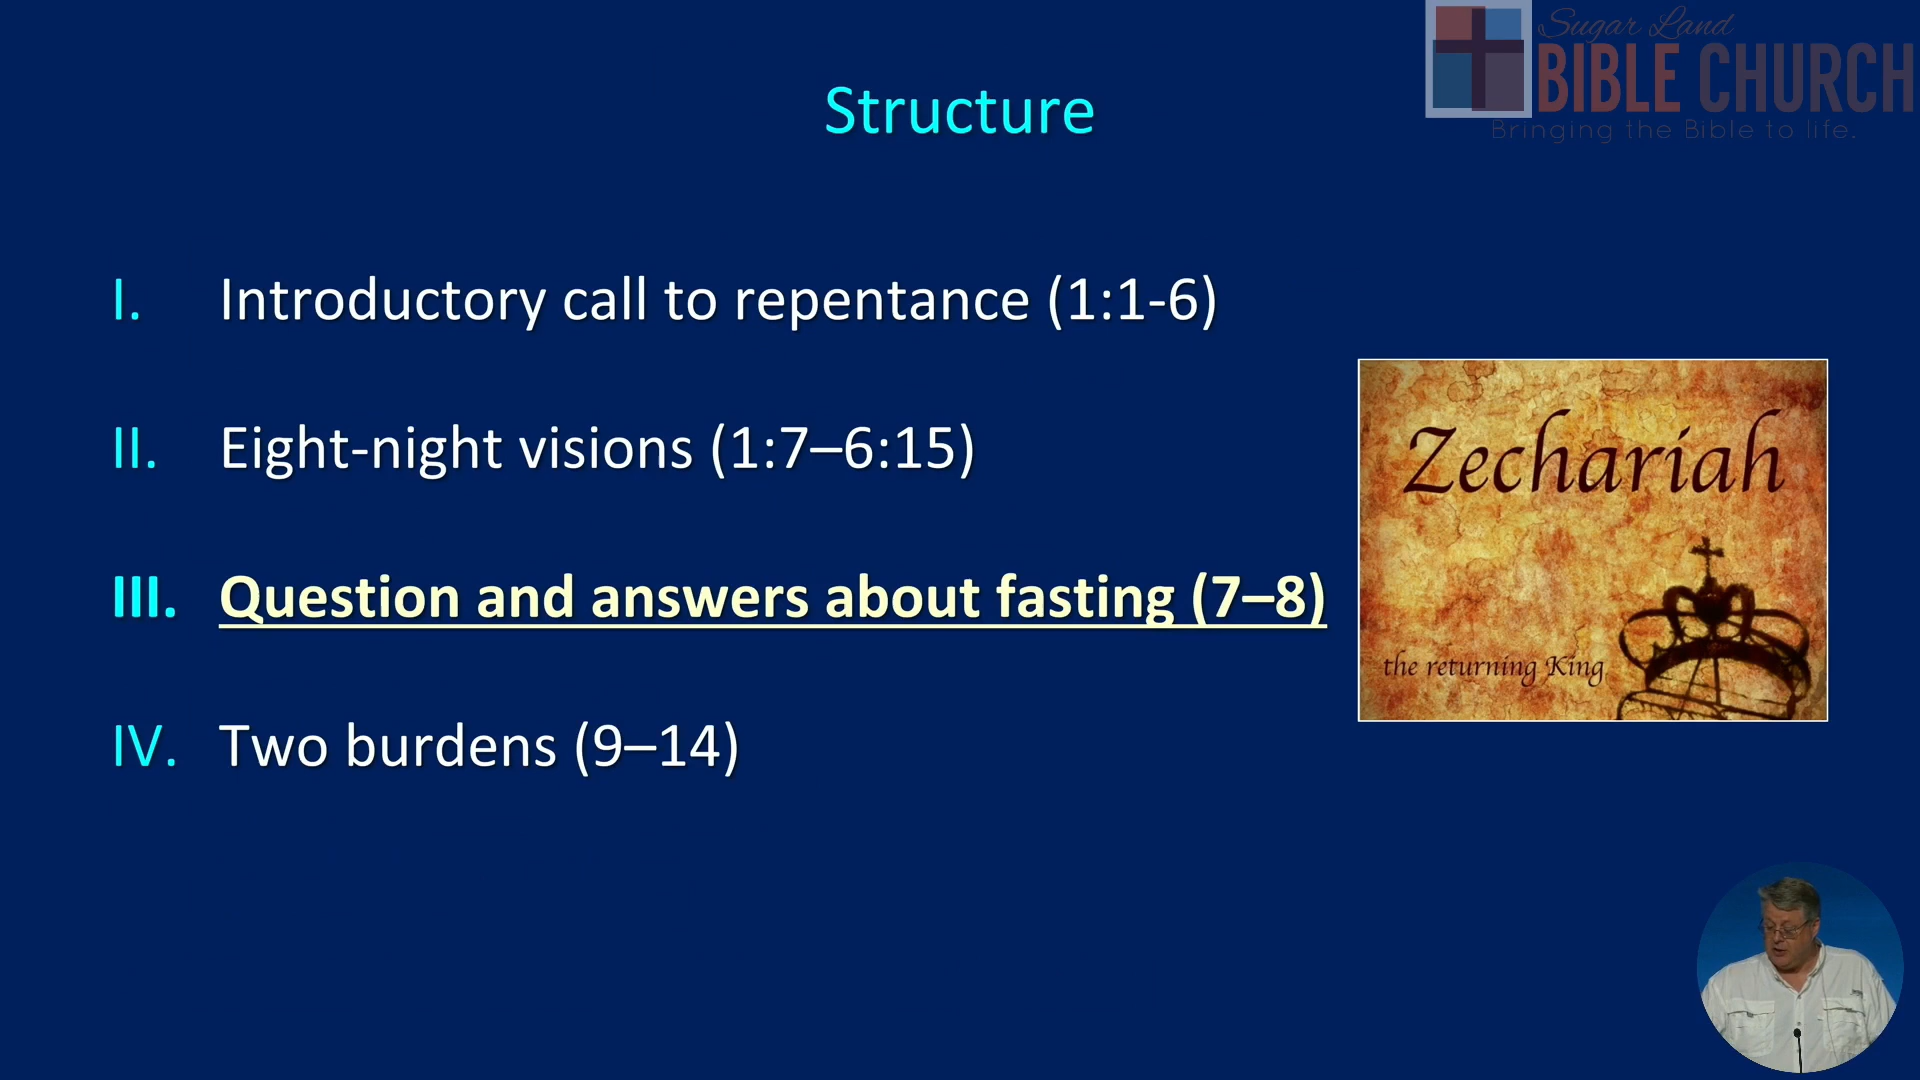 Sugar Land
BIBLE CHURCH
Bringing the Bible to life.
Structure
I. Introductory call to repentance (1:1-6)
II. Eight-night visions (1:7–6:15)
III. Question and answers about fasting (7–8)
IV. Two burdens (9–14)
Zechariah
the returning King